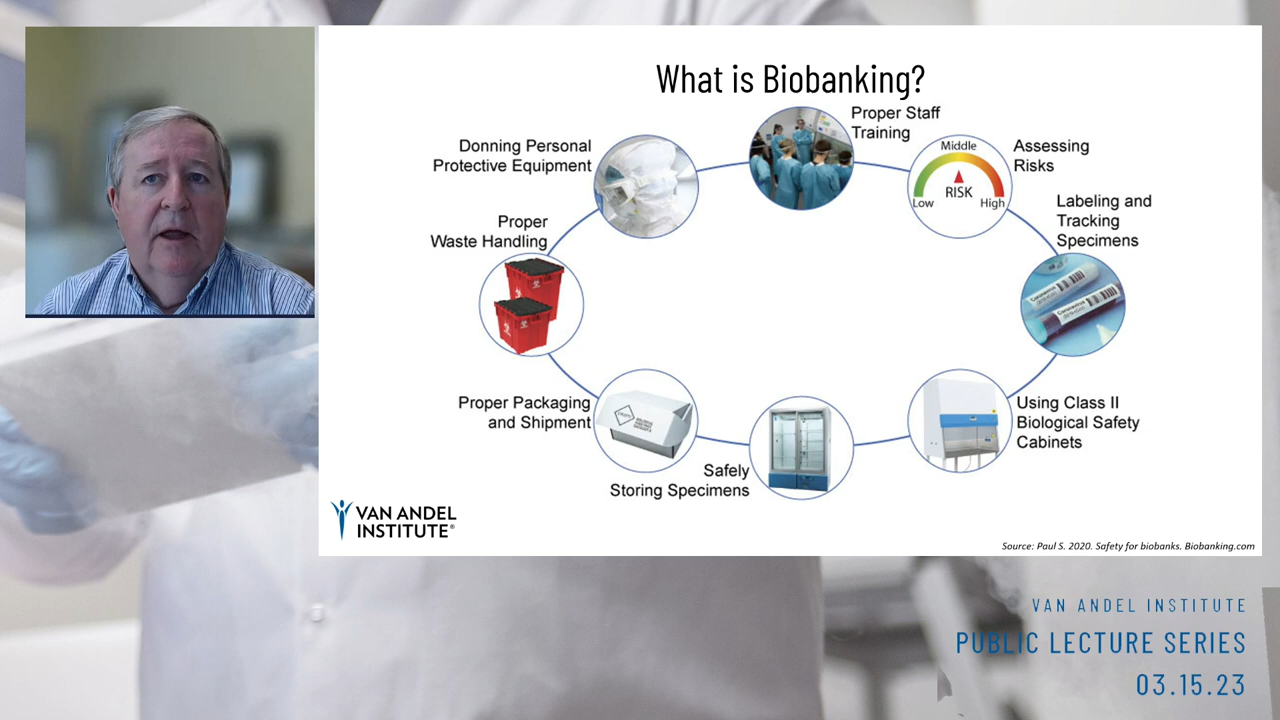 What is Biobanking?
Proper Staff
Training
Middle
RISK
Low
High
Assessing
Risks
Labeling and
Tracking
Specimens
Coronavirus
Coronavirus
Using Class II
Biological Safety
Cabinets
Safely
Storing Specimens
Proper Packaging
and Shipment
Proper
Waste Handling
Donning Personal
Protective Equipment
VAN ANDEL
INSTITUTE®
Source: Paul S. 2020. Safety for biobanks. Biobanking.com
VAN ANDEL INSTITUTE
PUBLIC LECTURE SERIES
03.15.23